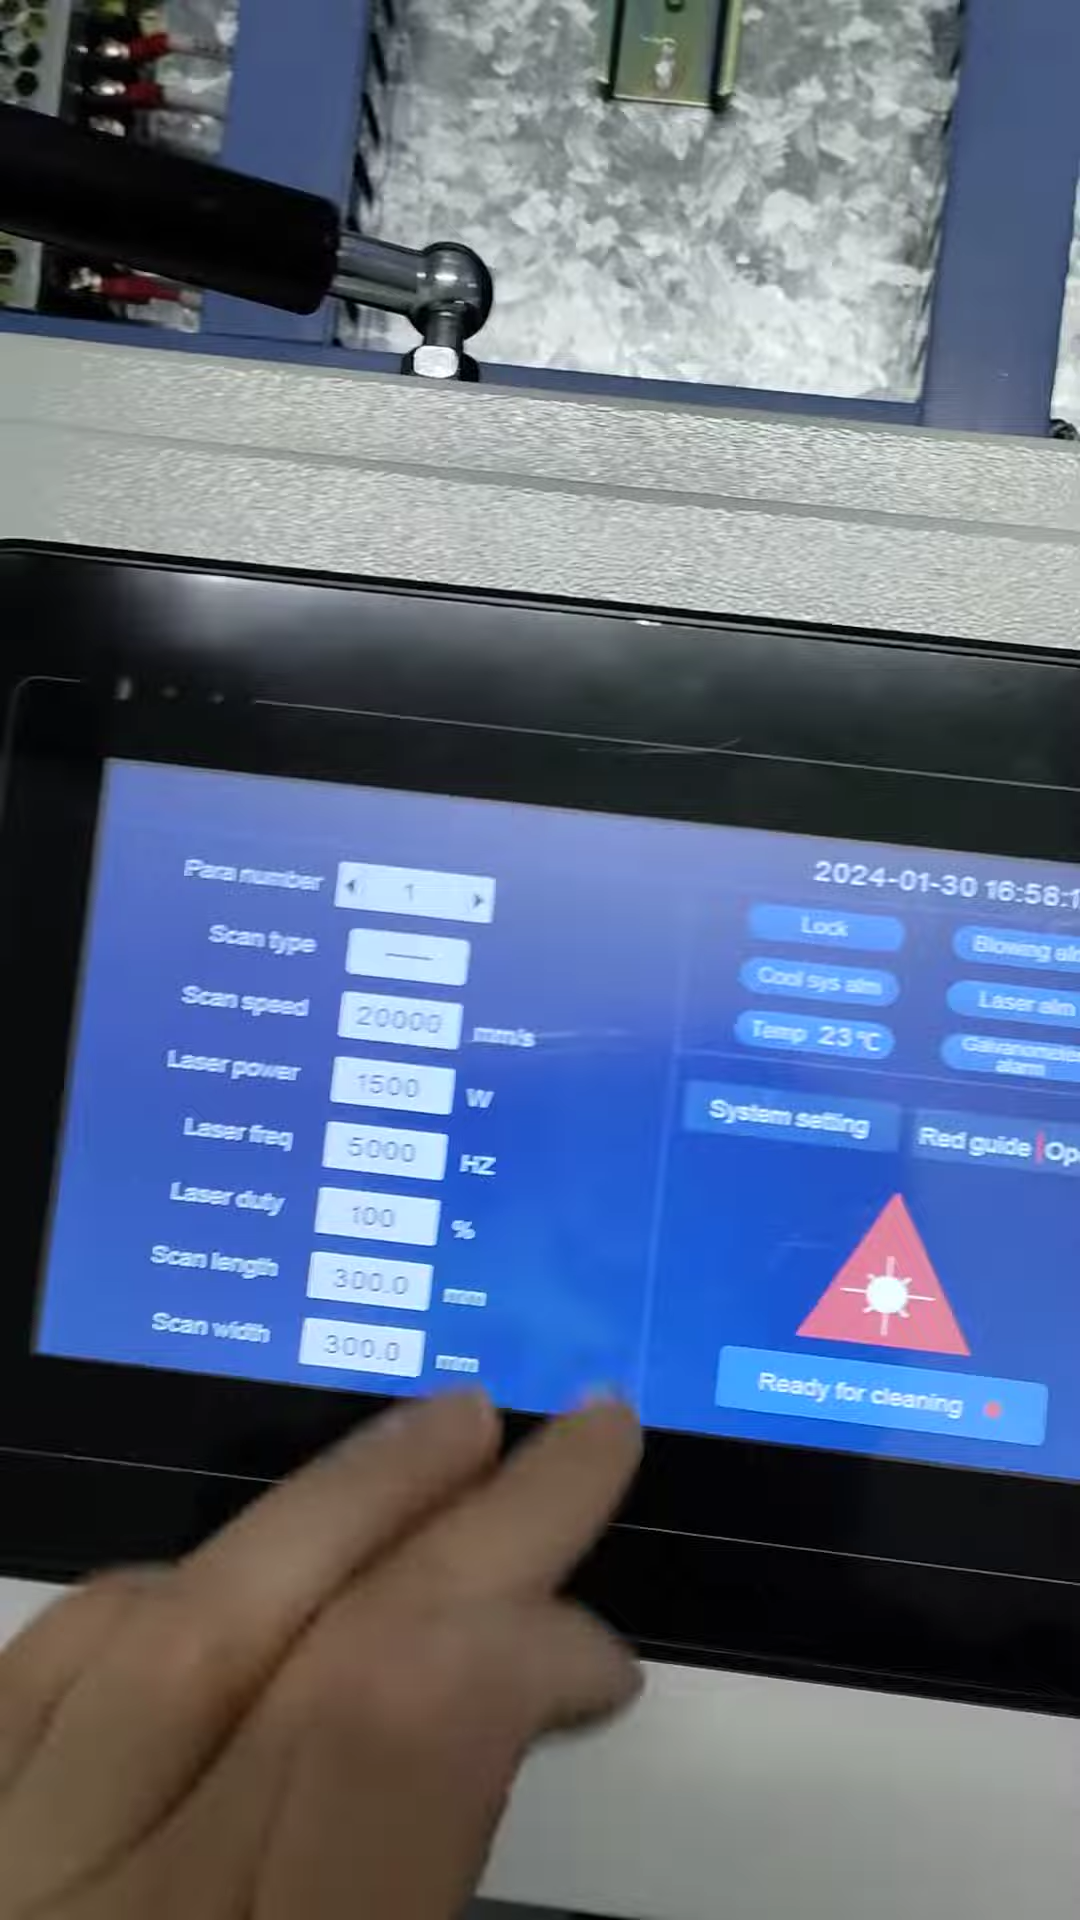 Para number 1
Scan type
Scan speed 20000 mm/s
Laser power 1500 W
Laser freq 5000 HZ
Laser duty 100 %
Scan length 300.0 mm
Scan width 300.0 mm
2024-01-30 16:58:1
Lock Blowing alm
Cool sys alm Laser alm
Temp 23℃ Galvanometer
alarm
System setting Red guide Op
Ready for cleaning